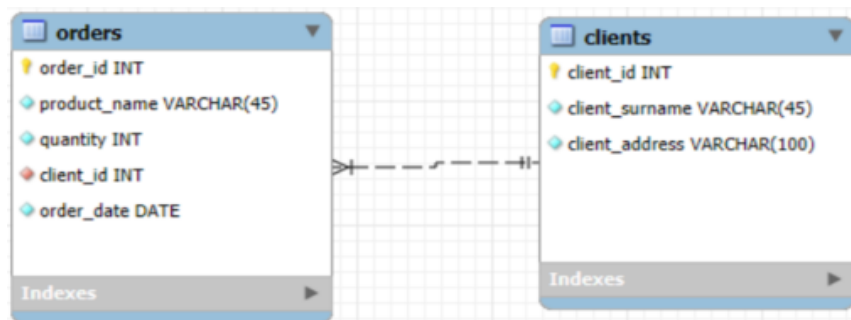 orders
order_id INT
product_name VARCHAR(45)
quantity INT
client_id INT
order_date DATE
Indexes
clients
client_id INT
client_surname VARCHAR(45)
client_address VARCHAR(100)
Indexes